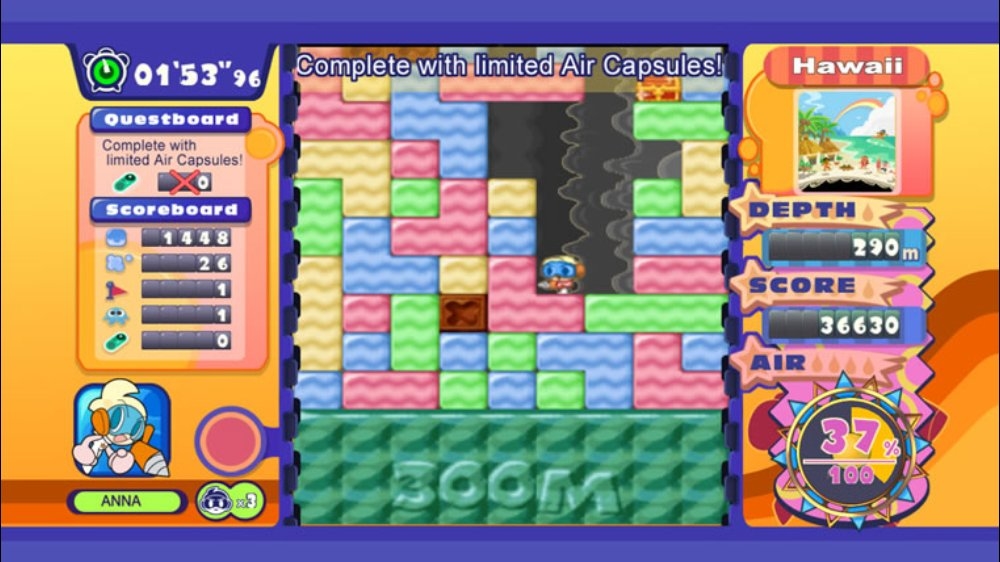 01'53"96
Complete with limited Air Capsules!
Hawaii
Questboard
Complete with
limited Air Capsules!
0
Scoreboard
1448
26
1
1
0
DEPTH
290m
SCORE
36630
AIR
37%
100
300M
ANNA
x3